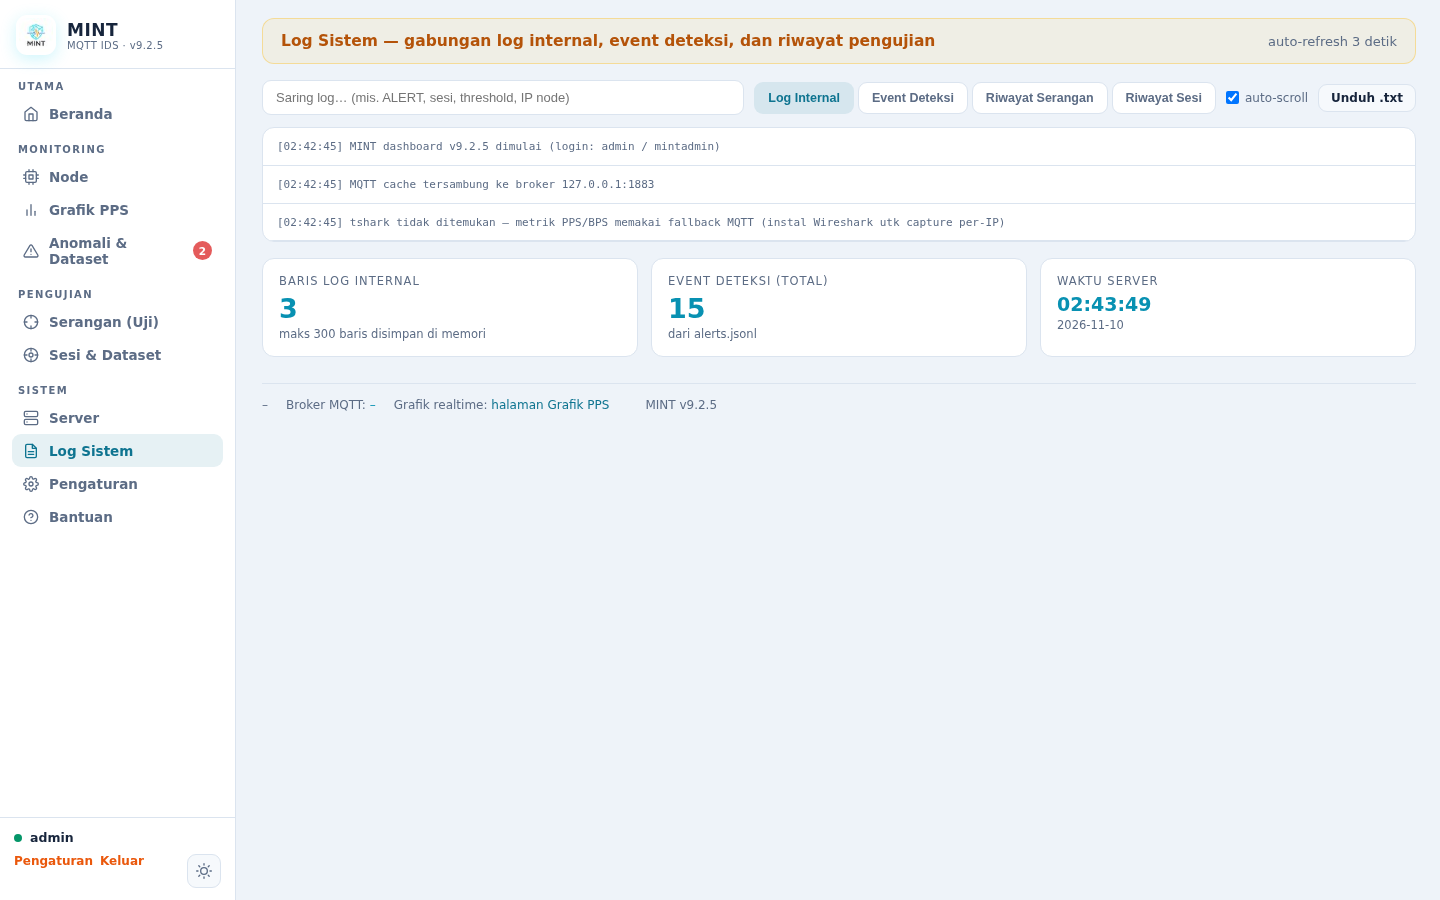 MINT
MQTT IDS · v9.2.5
UTAMA
Beranda
MONITORING
Node
Grafik PPS
Anomali &
Dataset
2
PENGUJIAN
Serangan (Uji)
Sesi & Dataset
SISTEM
Server
Log Sistem
Pengaturan
Bantuan
admin
Pengaturan Keluar
Log Sistem — gabungan log internal, event deteksi, dan riwayat pengujian
auto-refresh 3 detik
Saring log… (mis. ALERT, sesi, threshold, IP node)
Log Internal
Event Deteksi
Riwayat Serangan
Riwayat Sesi
auto-scroll
Unduh .txt
[02:42:45] MINT dashboard v9.2.5 dimulai (login: admin / mintadmin)
[02:42:45] MQTT cache tersambung ke broker 127.0.0.1:1883
[02:42:45] tshark tidak ditemukan — metrik PPS/BPS memakai fallback MQTT (instal Wireshark utk capture per-IP)
BARIS LOG INTERNAL
3
maks 300 baris disimpan di memori
EVENT DETEKSI (TOTAL)
15
dari alerts.jsonl
WAKTU SERVER
02:43:49
2026-11-10
– Broker MQTT: – Grafik realtime: halaman Grafik PPS MINT v9.2.5